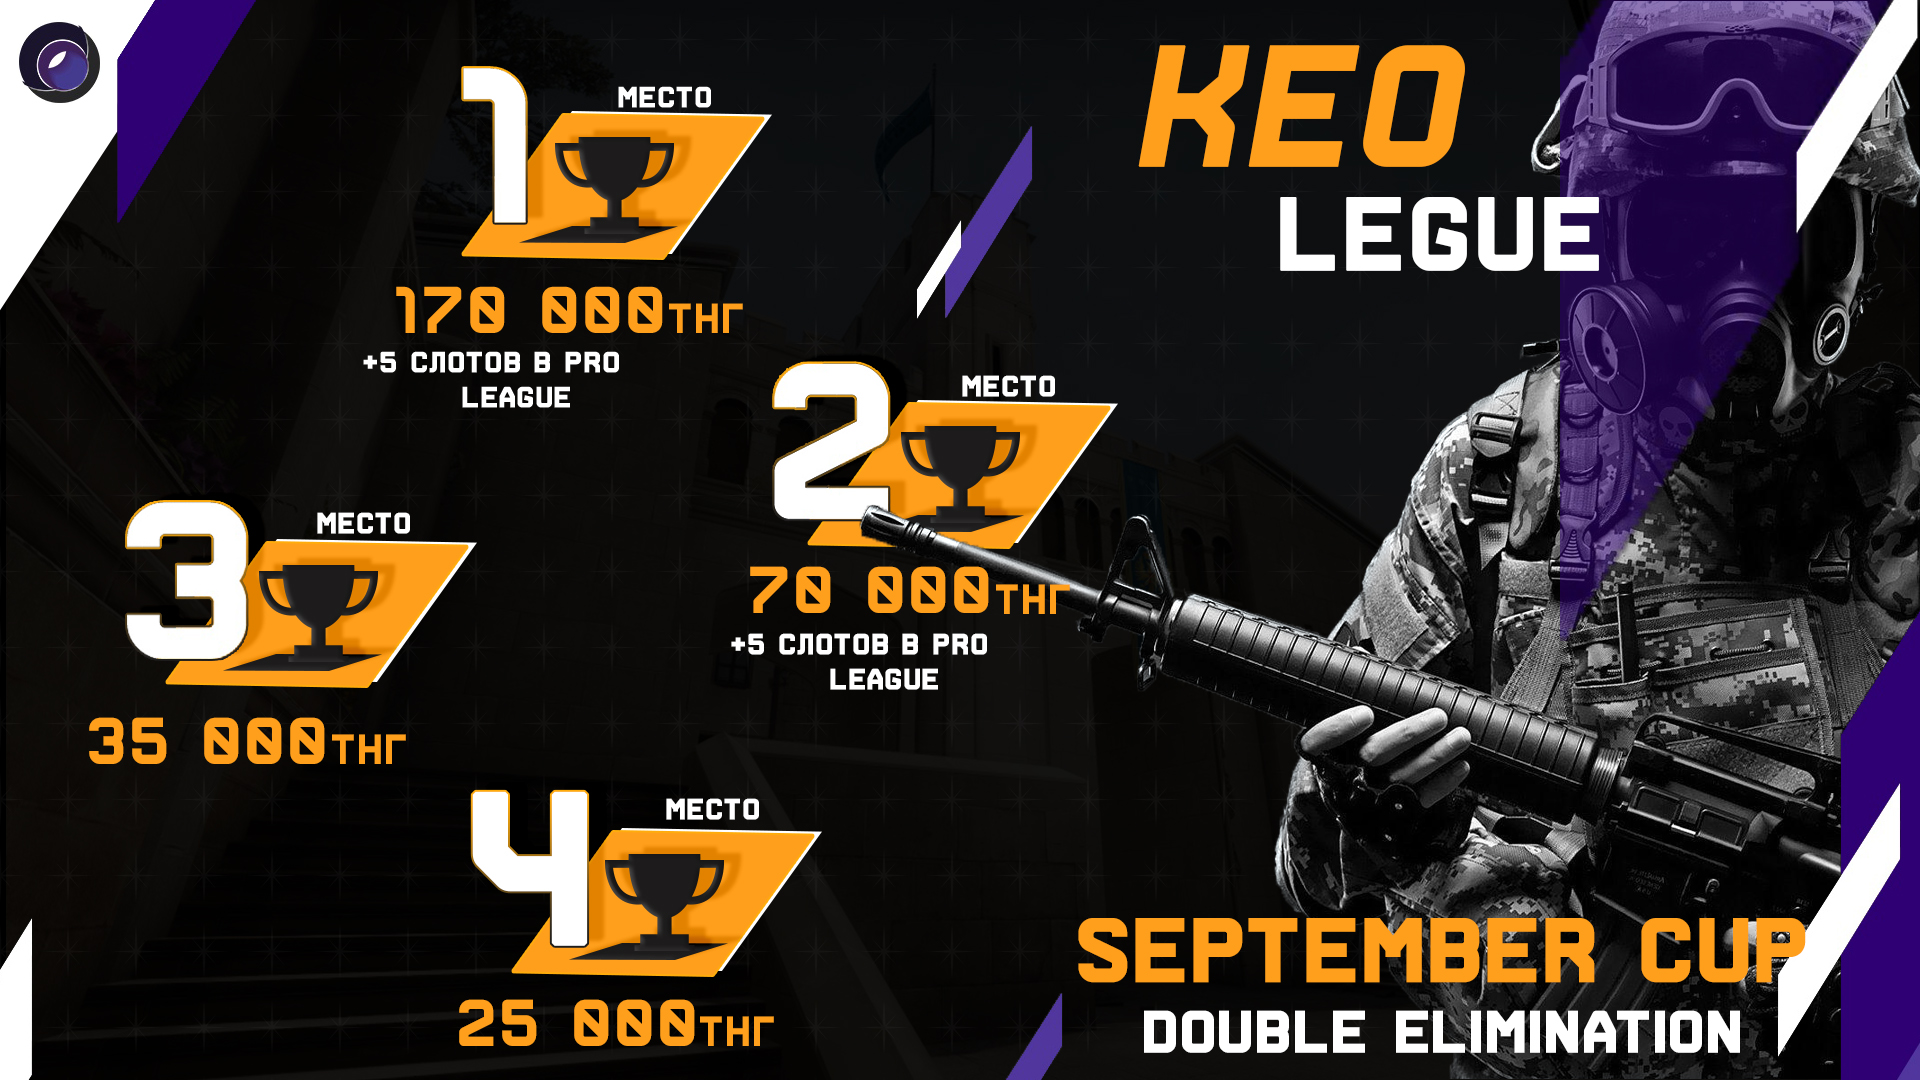 KEO
LEGUE
1 МЕСТО
170 000ТНГ
+5 СЛОТОВ В PRO
LEAGUE
2 МЕСТО
70 000ТНГ
+5 СЛОТОВ В PRO
LEAGUE
3 МЕСТО
35 000ТНГ
4 МЕСТО
25 000ТНГ
SEPTEMBER CUP
DOUBLE ELIMINATION